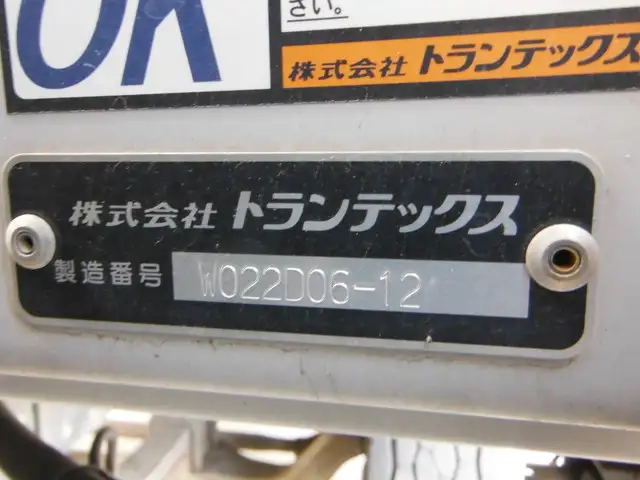 OK
さい。
株式会社 トランテックス
株式会社 トランテックス
製造番号 W022D06-12